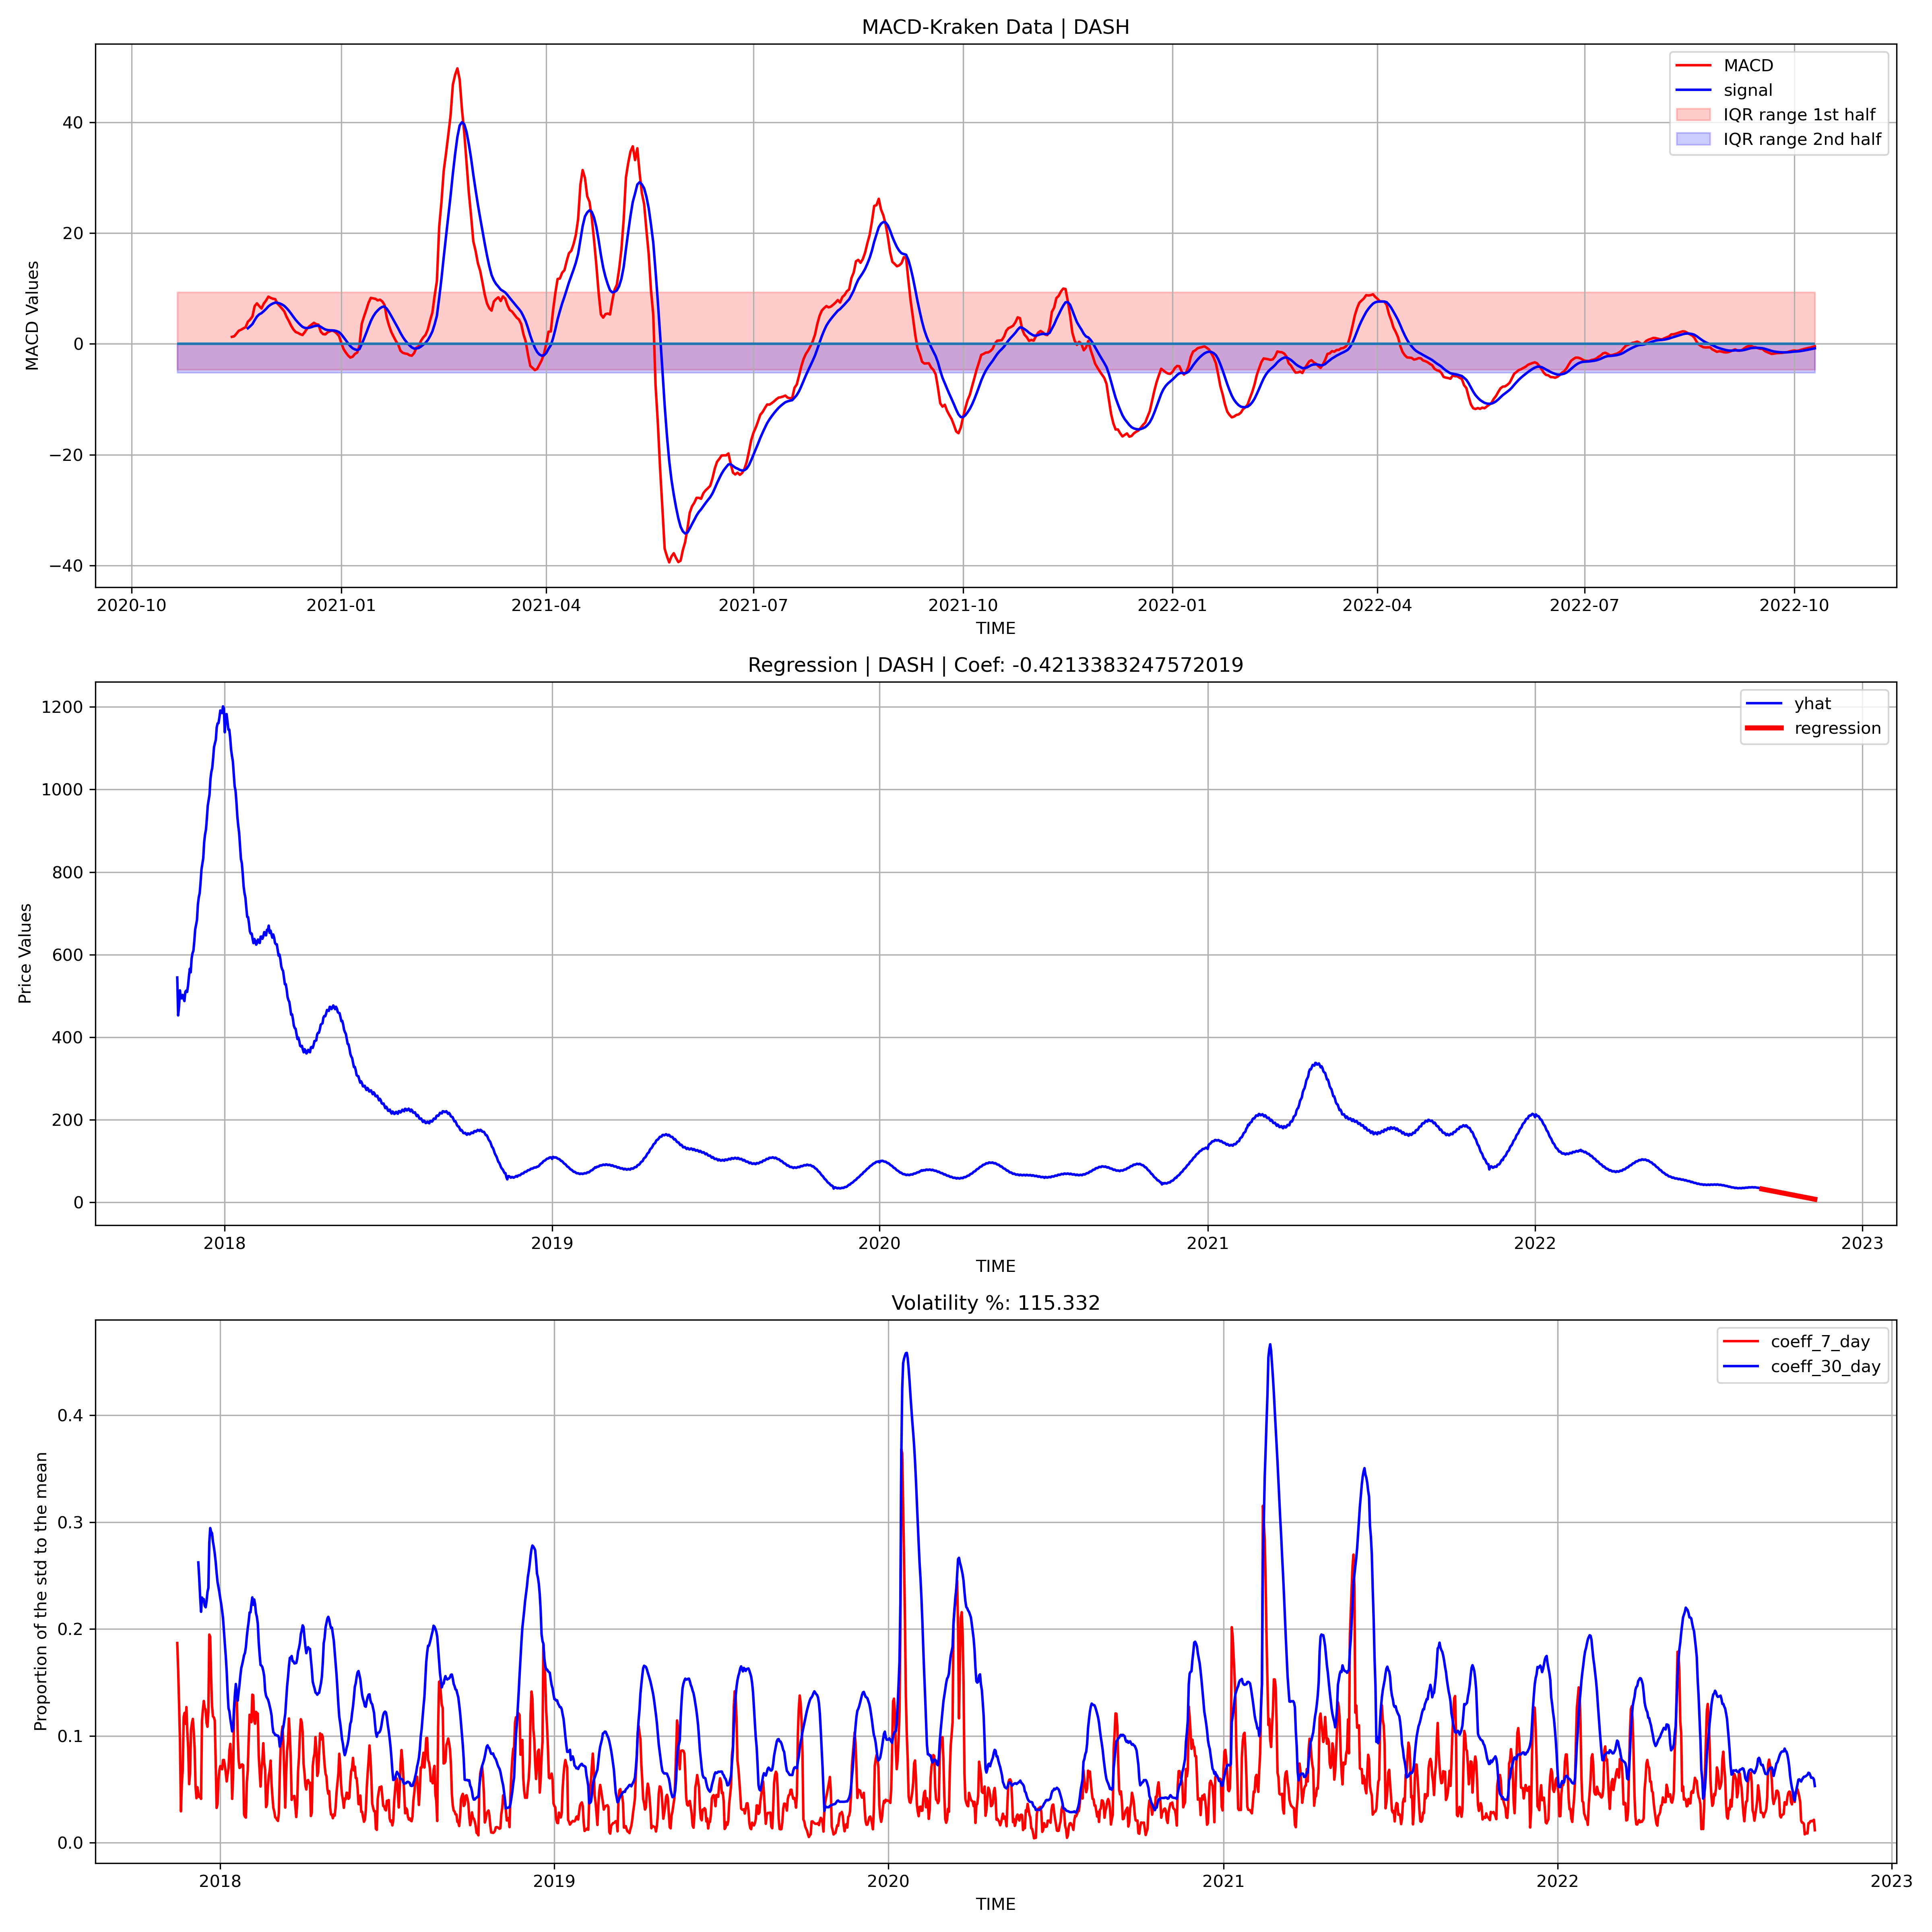 MACD-Kraken Data | DASH
MACD Values
40
20
0
−20
−40
MACD
signal
IQR range 1st half
IQR range 2nd half
2020-10 2021-01 2021-04 2021-07 2021-10 2022-01 2022-04 2022-07 2022-10
TIME
Regression | DASH | Coef: -0.4213383247572019
Price Values
1200
1000
800
600
400
200
0
yhat
regression
2018 2019 2020 2021 2022 2023
TIME
Volatility %: 115.332
Proportion of the std to the mean
0.4
0.3
0.2
0.1
0.0
coeff_7_day
coeff_30_day
2018 2019 2020 2021 2022 2023
TIME